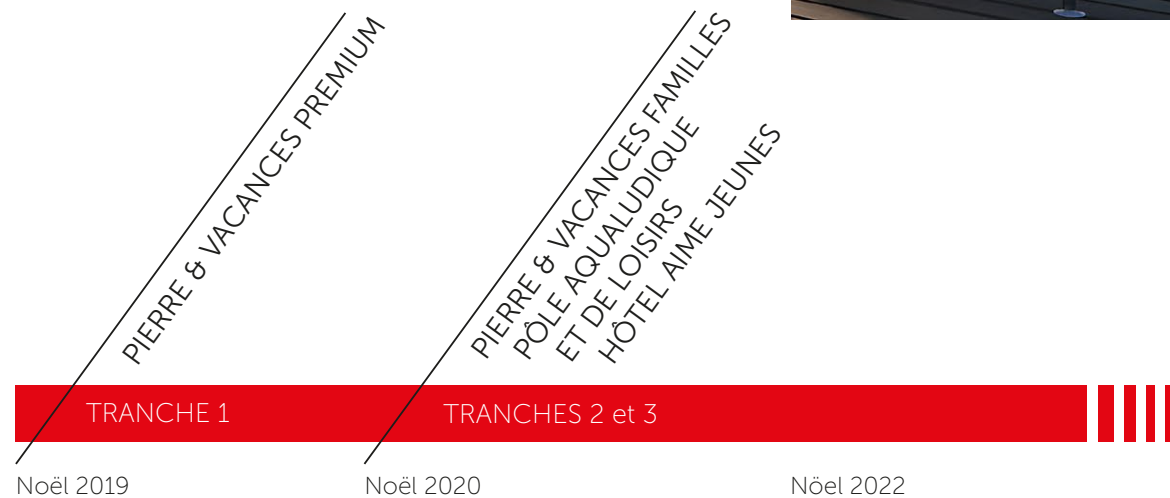 PIERRE & VACANCES PREMIUM
PIERRE & VACANCES FAMILLES
PÔLE AQUALUDIQUE
ET DE LOISIRS
HÔTEL AIME JEUNES
TRANCHE 1
TRANCHES 2 et 3
Noël 2019
Noël 2020
Nöel 2022